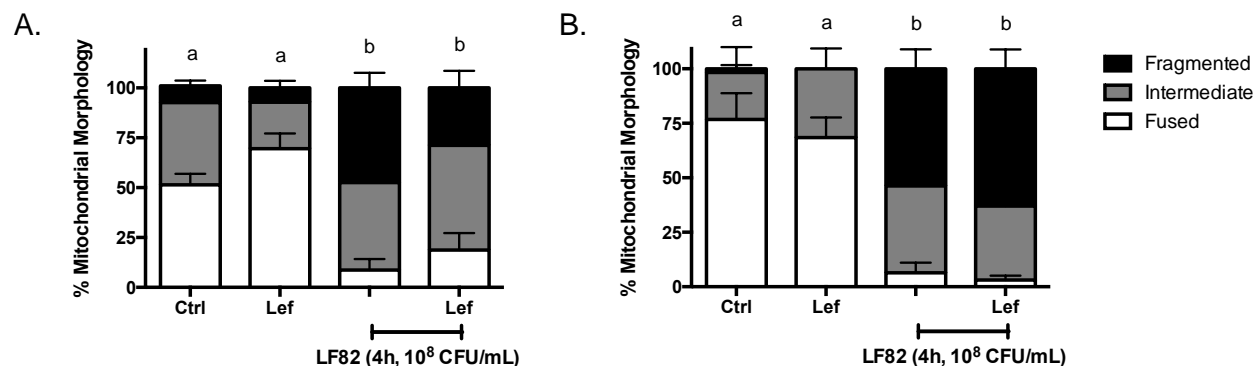 A.
% Mitochondrial Morphology
100
75
50
25
0
a a b b
Ctrl Lef Lef
LF82 (4h, 10⁸ CFU/mL)
B.
% Mitochondrial Morphology
100
75
50
25
0
a a b b
Ctrl Lef Lef
LF82 (4h, 10⁸ CFU/mL)
Fragmented
Intermediate
Fused